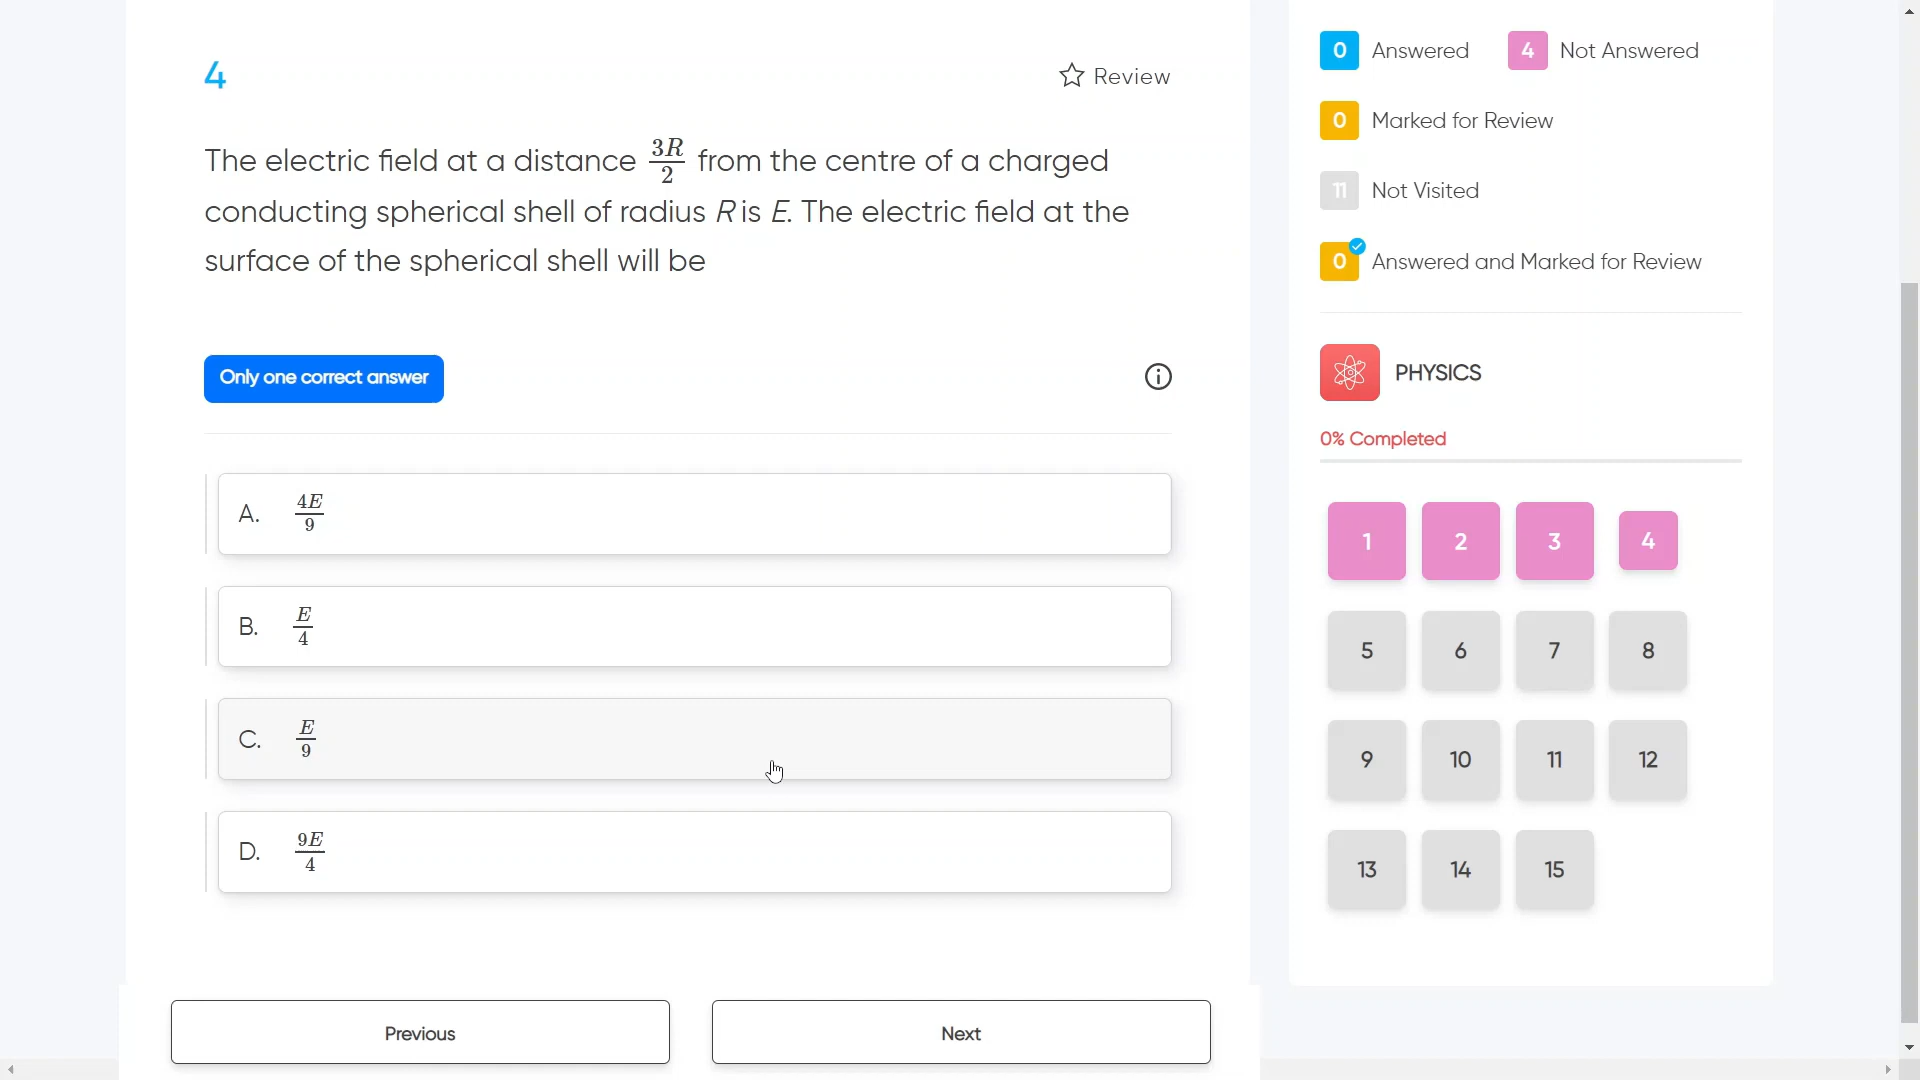 4
Review
The electric field at a distance 3R/2 from the centre of a charged
conducting spherical shell of radius R is E. The electric field at the
surface of the spherical shell will be
Only one correct answer
A. 4E/9
B. E/4
C. E/9
D. 9E/4
Previous
Next
0 Answered 4 Not Answered
0 Marked for Review
11 Not Visited
0 Answered and Marked for Review
PHYSICS
0% Completed
1 2 3 4
5 6 7 8
9 10 11 12
13 14 15